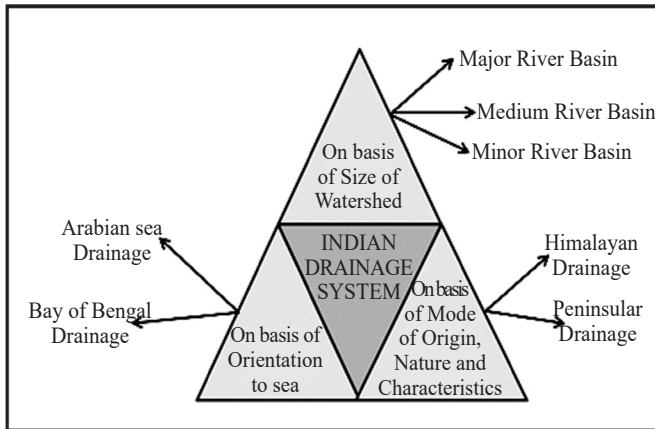 Major River Basin
Medium River Basin
Minor River Basin
On basis
of Size of
Watershed
Arabian sea
Drainage
Bay of Bengal
Drainage
INDIAN
DRAINAGE
SYSTEM
Himalayan
Drainage
Peninsular
Drainage
On basis of
Orientation
to sea
On basis
of Mode
of Origin,
Nature and
Characteristics